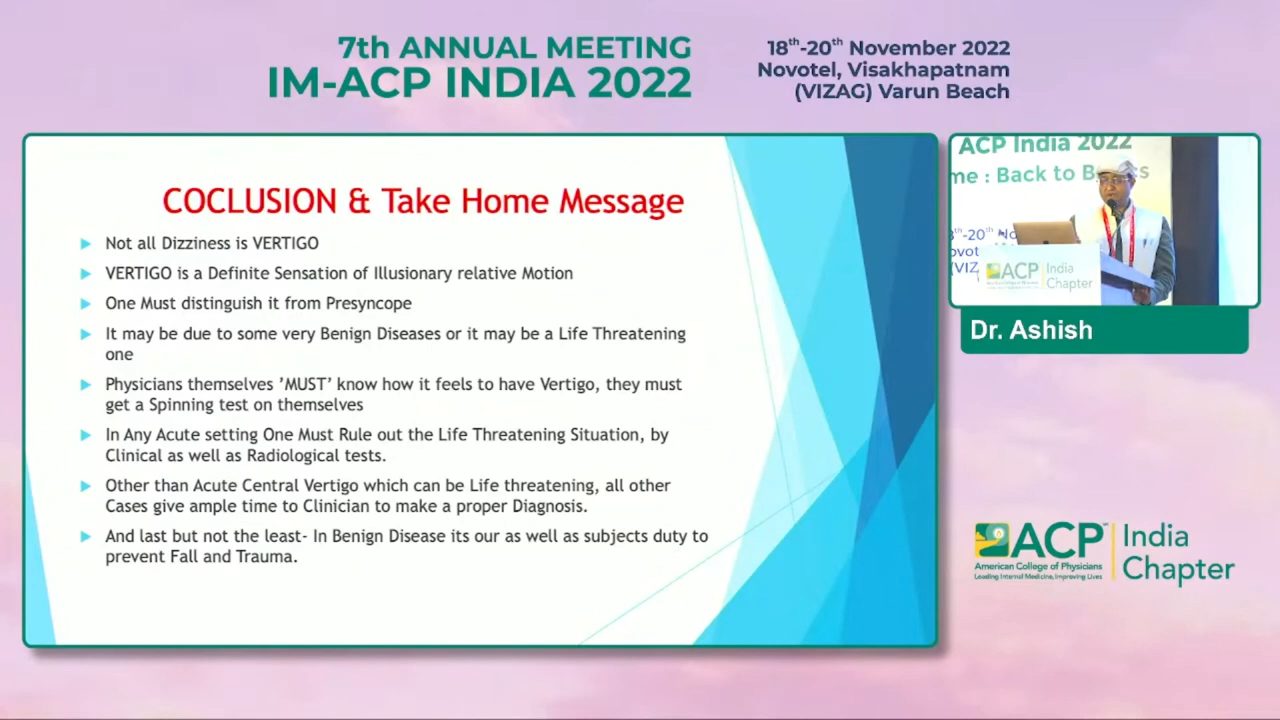 7th ANNUAL MEETING
IM-ACP INDIA 2022
18th-20th November 2022
Novotel, Visakhapatnam
(VIZAG) Varun Beach
COCLUSION & Take Home Message
Not all Dizziness is VERTIGO
VERTIGO is a Definite Sensation of Illusionary relative Motion
One Must distinguish it from Presyncope
It may be due to some very Benign Diseases or it may be a Life Threatening
one
Physicians themselves ’MUST’ know how it feels to have Vertigo, they must
get a Spinning test on themselves
In Any Acute setting One Must Rule out the Life Threatening Situation, by
Clinical as well as Radiological tests.
Other than Acute Central Vertigo which can be Life threatening, all other
Cases give ample time to Clinician to make a proper Diagnosis.
And last but not the least- In Benign Disease its our as well as subjects duty to
prevent Fall and Trauma.
ACP India 2022
me : Back to B
th-20th No
ovot
(VIZ
ACP India
Chapter
Dr. Ashish
ACP India
Chapter
American College of Physicians
Leading Internal Medicine, Improving Lives